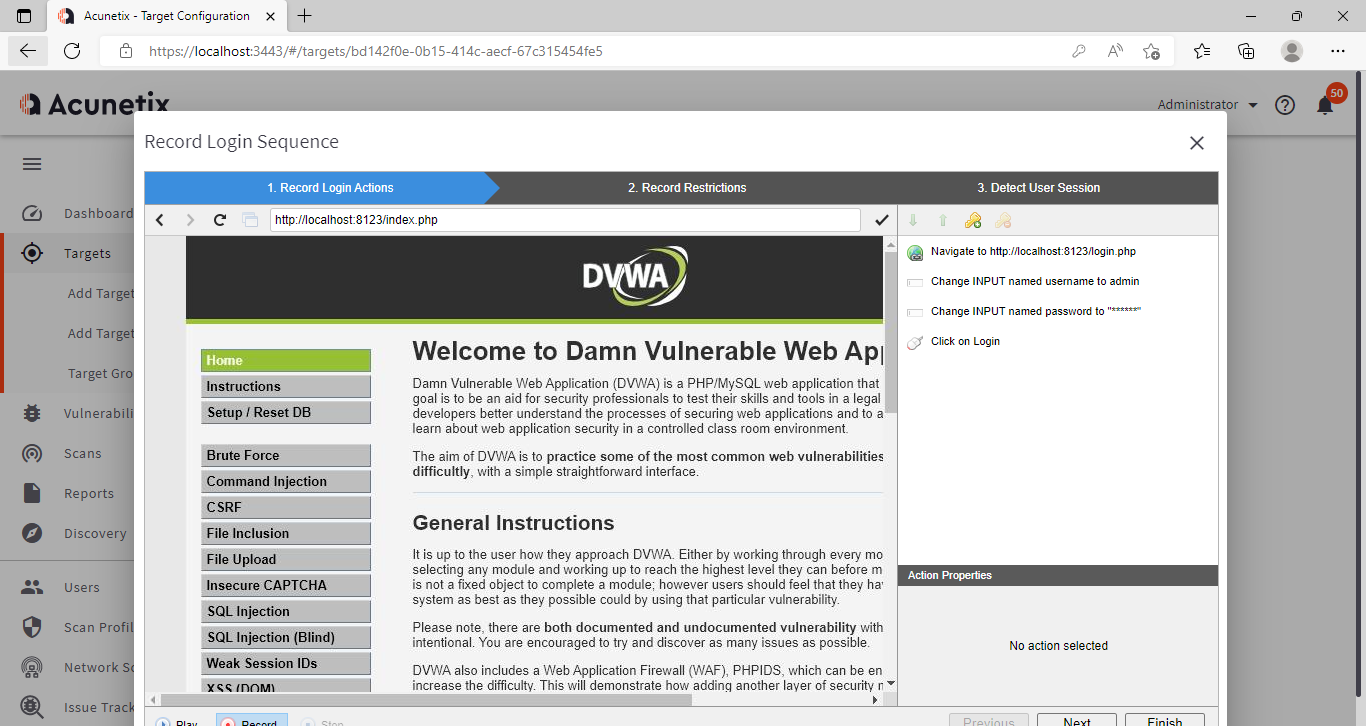 Acunetix - Target Configuration
https://localhost:3443/#/targets/bd142f0e-0b15-414c-aecf-67c315454fe5
Acunetix
Administrator
50
Record Login Sequence
1. Record Login Actions
2. Record Restrictions
3. Detect User Session
http://localhost:8123/index.php
Dashboard
Targets
Add Target
Add Target
Target Gro
Vulnerabili
Scans
Reports
Discovery
Users
Scan Profil
Network Sc
Issue Track
DVWA
Home
Instructions
Setup / Reset DB
Brute Force
Command Injection
CSRF
File Inclusion
File Upload
Insecure CAPTCHA
SQL Injection
SQL Injection (Blind)
Weak Session IDs
XSS (DOM)
Welcome to Damn Vulnerable Web App
Damn Vulnerable Web Application (DVWA) is a PHP/MySQL web application that
goal is to be an aid for security professionals to test their skills and tools in a legal
developers better understand the processes of securing web applications and to a
learn about web application security in a controlled class room environment.
The aim of DVWA is to practice some of the most common web vulnerabilities
difficultly, with a simple straightforward interface.
General Instructions
It is up to the user how they approach DVWA. Either by working through every mo
selecting any module and working up to reach the highest level they can before m
is not a fixed object to complete a module; however users should feel that they hav
system as best as they possible could by using that particular vulnerability.
Please note, there are both documented and undocumented vulnerability with
intentional. You are encouraged to try and discover as many issues as possible.
DVWA also includes a Web Application Firewall (WAF), PHPIDS, which can be en
increase the difficulty. This will demonstrate how adding another layer of security m
Navigate to http://localhost:8123/login.php
Change INPUT named username to admin
Change INPUT named password to "******"
Click on Login
Action Properties
No action selected
Play
Record
Stop
Previous
Next
Finish